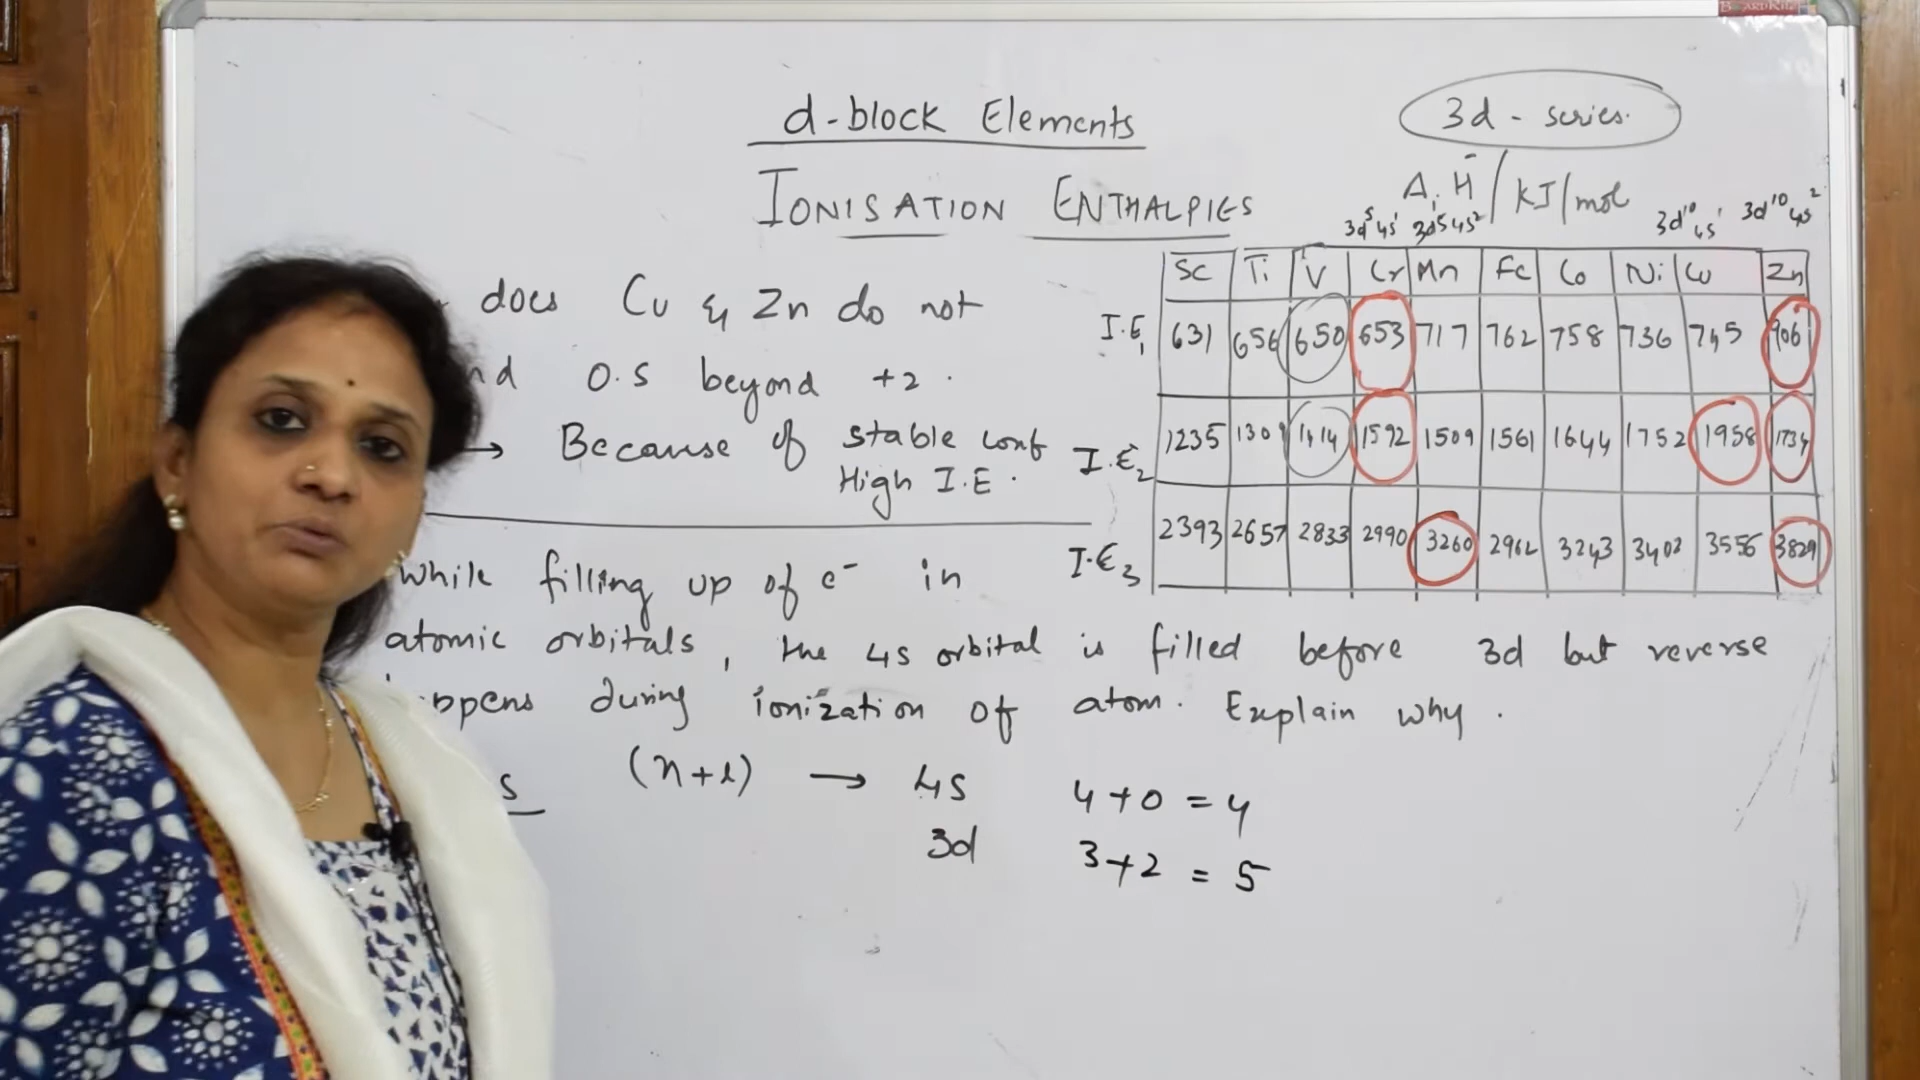 BOARDKING
d-block Elements
3d - series.
IONISATION ENTHALPIES
ΔᵢH / kJ/mol
3d⁵4s¹ 3d⁵4s² 3d¹⁰4s¹ 3d¹⁰4s²
Sc Ti V Cr Mn Fe Co Ni Cu Zn
I.E₁ 631 656 650 653 717 762 758 736 745 906
I.E₂ 1235 1309 1414 1592 1509 1561 1644 1752 1958 1734
I.E₃ 2393 2657 2833 2990 3260 2962 3243 3402 3556 3829
does Cu & Zn do not
O.S beyond +2.
→ Because of stable conf
High I.E.
While filling up of e⁻ in
atomic orbitals, the 4s orbital is filled before 3d but reverse
during ionization of atom. Explain why.
s (n+l) → 4s 4+0 = 4
3d 3+2 = 5